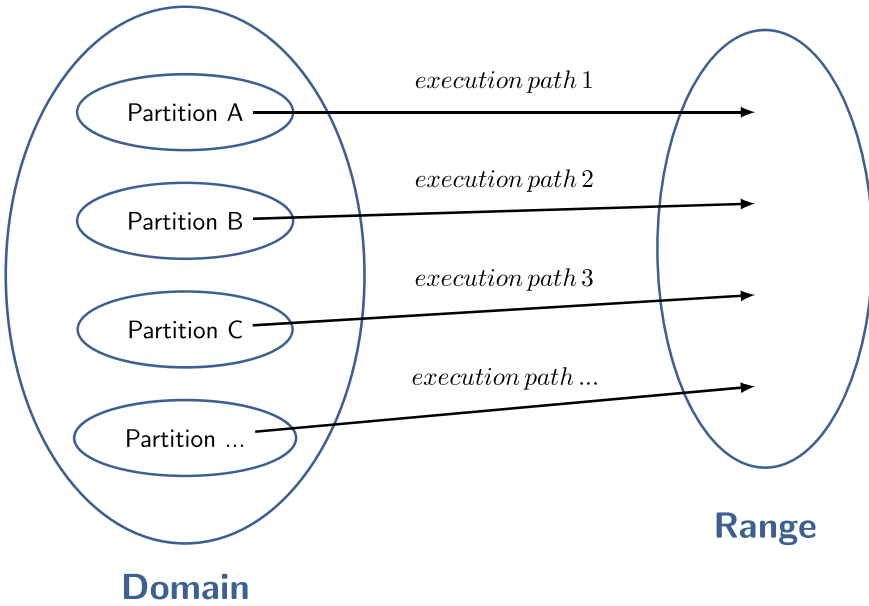 execution path 1
Partition A
execution path 2
Partition B
execution path 3
Partition C
execution path ...
Partition ...
Range
Domain